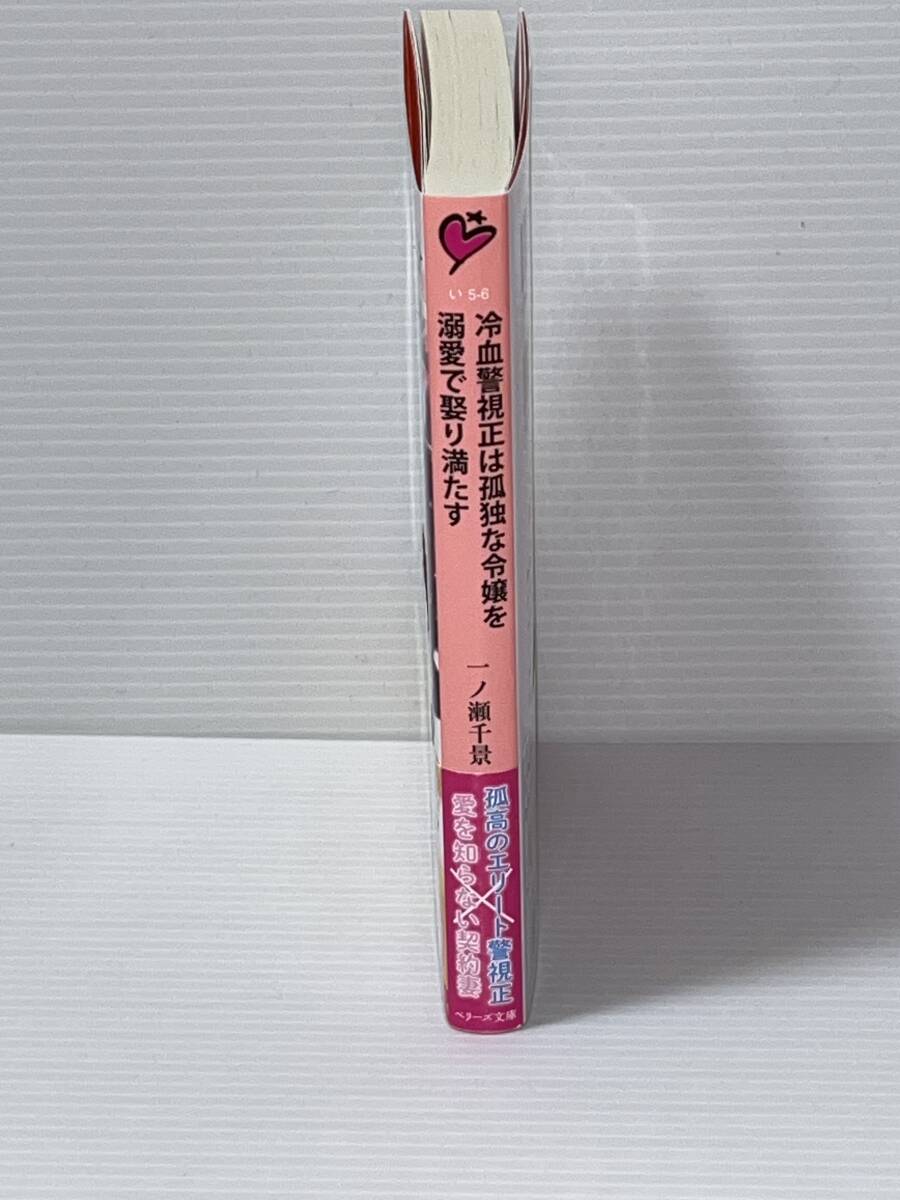 い 5-6
冷血警視正は孤独な令嬢を
溺愛で娶り満たす
一ノ瀬千景
孤高のエリート警視正
×
愛を知らない契約妻
ベリーズ文庫